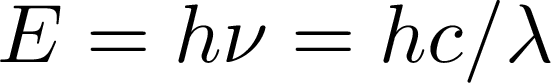 E = hν = hc/λ